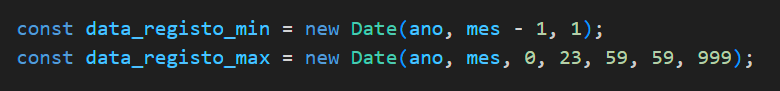 const data_registo_min = new Date(ano, mes - 1, 1);
const data_registo_max = new Date(ano, mes, 0, 23, 59, 59, 999);